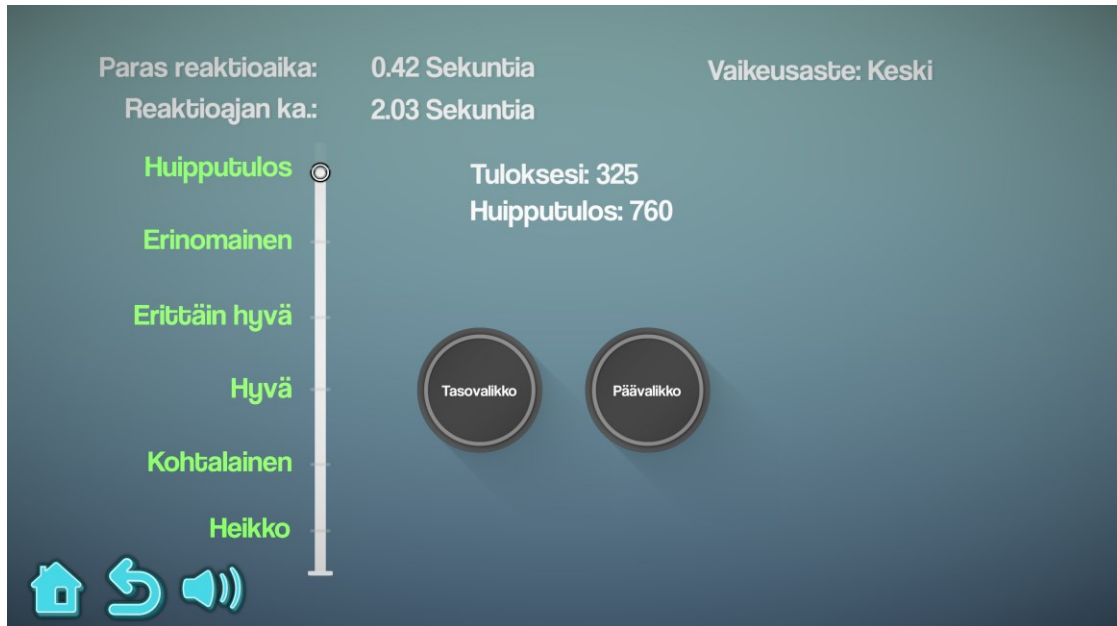 Paras reaktioaika: 0.42 Sekuntia
Vaikeusaste: Keski
Reaktioajan ka.: 2.03 Sekuntia
Huipputulos
Tuloksesi: 325
Huipputulos: 760
Erinomainen
Erittäin hyvä
Hyvä
Tasovalikko
Päävalikko
Kohtalainen
Heikko